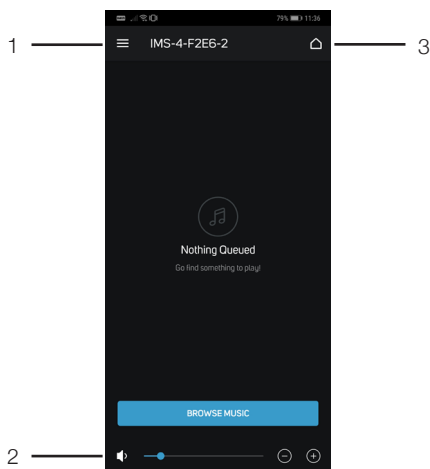 79% 11:36
1
IMS-4-F2E6-2
3
Nothing Queued
Go find something to play!
BROWSE MUSIC
2